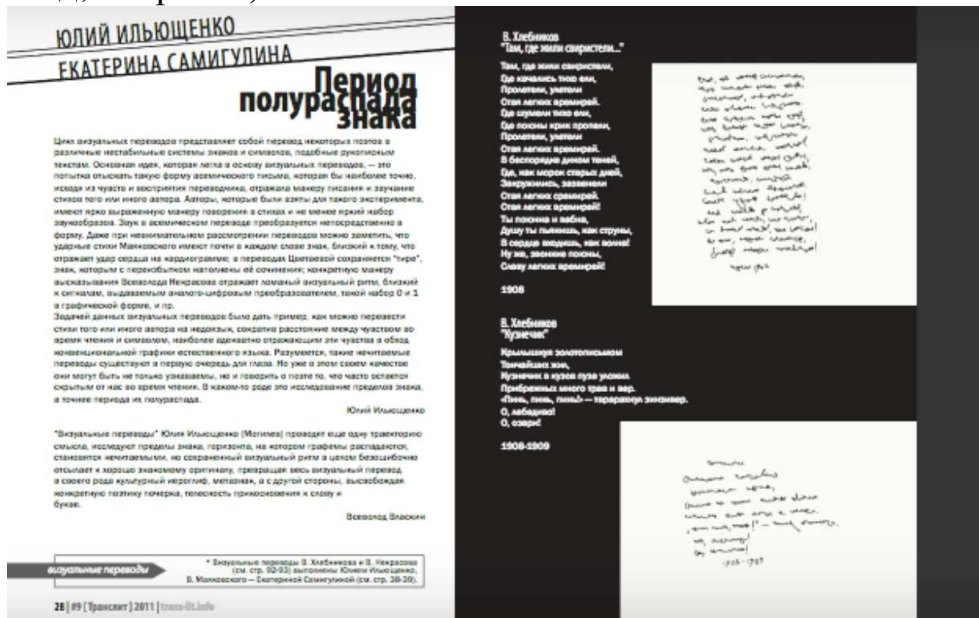 ЮЛИЙ ИЛЬЮЩЕНКО
ЕКАТЕРИНА САМИГУЛИНА
Период
полураспада
знака
Цикл визуальных переводов представляет собой перевод некоторых поэтов в
различные нестабильные системы знаков и символов, подобные рукописным
текстам. Основная идея, которая легла в основу визуальных переводов, — это
попытка отыскать такую форму асемического письма, которая бы наиболее точно,
исходя из чувств и восприятия переводчика, отражала манеру писания и звучание
стихов того или иного автора. Авторы, которые были взяты для такого эксперимента,
имеют ярко выраженную манеру говорения в стихах и не менее яркий набор
звукообразов. Звук в асемическом переводе преобразуется непосредственно в
форму. Даже при невнимательном рассмотрении переводов можно заметить, что
ударные стихи Маяковского имеют почти в каждом слове знак, близкий к тому, что
отражает удар сердца на кардиограмме; в переводах Цветаевой сохраняется "тире",
знак, которым с переизбытком наполнены её сочинения; конкретную манеру
высказывания Всеволода Некрасова отражает ломаный визуальный ритм, близкий
к сигналам, выдаваемым аналого-цифровым преобразователем, такой набор 0 и 1
в графической форме, и пр.
Задачей данных визуальных переводов было дать пример, как можно перевести
стихи того или иного автора на недоязык, сократив расстояние между чувством во
время чтения и символом, наиболее адекватно отражающим эти чувства в обход
конвенциональной графики естественного языка. Разумеется, такие нечитаемые
переводы существуют в первую очередь для глаза. Но уже в этом своем качестве
они могут быть не только узнаваемы, но и говорить о поэте то, что часто остается
скрытым от нас во время чтения. В каком-то роде это исследование пределов знака,
а точнее периода их полураспада.
Юлий Ильющенко
"Визуальные переводы" Юлия Ильющенко (Могилев) проводят еще одну траекторию
смысла, исследуют пределы знака, горизонта, на котором графемы распадаются,
становятся нечитаемыми, но сохраненный визуальный ритм в целом безошибочно
отсылает к хорошо знакомому оригиналу, превращая весь визуальный перевод
в своего рода культурный иероглиф, метазнак, а с другой стороны, высвобождая
конкретную поэтику почерка, телесность прикосновения к слову и
букве.
Всеволод Власкин
визуальные переводы
* Визуальные переводы В. Хлебникова и В. Некрасова
(см. стр. 92-93) выполнены Юлием Ильющенко,
В. Маяковского — Екатериной Самигулиной (см. стр. 38-39).
28 | #9 [ Транслит ] 2011 | trans-lit.info
В. Хлебников
"Там, где жили свиристели..."
Там, где жили свиристели,
Где качались тихо ели,
Пролетели, улетели
Стая легких времирей.
Где шумели тихо ели,
Где поюны крик пропели,
Пролетели, улетели
Стая легких времирей.
В беспорядке диком теней,
Где, как морок старых дней,
Закружились, зазвенели
Стая легких времирей.
Стая легких времирей!
Ты поюнна и вабна,
Душу ты пьянишь, как струны,
В сердце входишь, как волна!
Ну же, звонкие поюны,
Славу легких времирей!
1908
В. Хлебников
"Кузнечик"
Крылышкуя золотописьмом
Тончайших жил,
Кузнечик в кузов пуза уложил
Прибрежных много трав и вер.
«Пинь, пинь, пинь!» — тарарахнул зинзивер.
О, лебедиво!
О, озари!
1908-1909